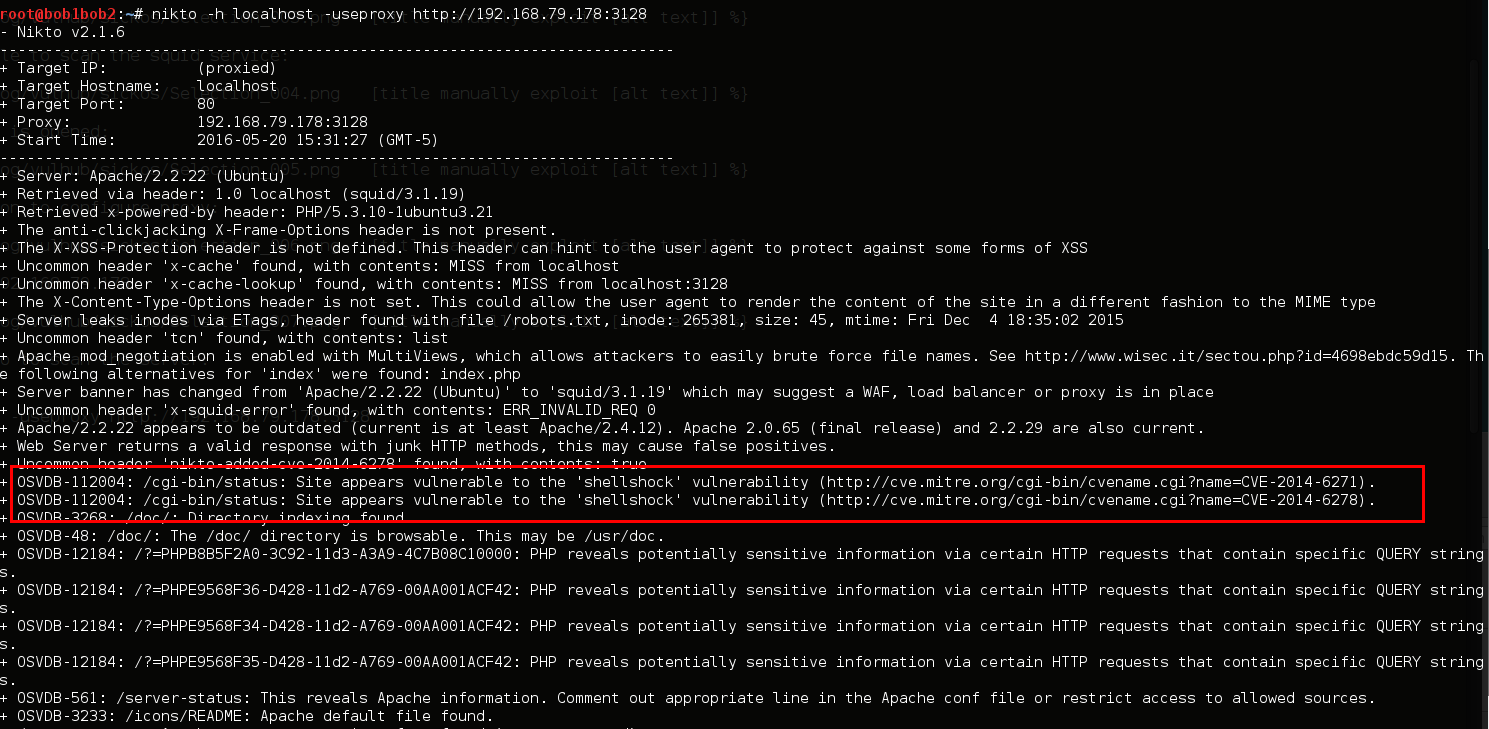 root@bob1bob2:~# nikto -h localhost -useproxy http://192.168.79.178:3128
- Nikto v2.1.6
---------------------------------------------------------------------------
+ Target IP:          (proxied)
+ Target Hostname:    localhost
+ Target Port:        80
+ Proxy:              192.168.79.178:3128
+ Start Time:         2016-05-20 15:31:27 (GMT-5)
---------------------------------------------------------------------------
+ Server: Apache/2.2.22 (Ubuntu)
+ Retrieved via header: 1.0 localhost (squid/3.1.19)
+ Retrieved x-powered-by header: PHP/5.3.10-1ubuntu3.21
+ The anti-clickjacking X-Frame-Options header is not present.
+ The X-XSS-Protection header is not defined. This header can hint to the user agent to protect against some forms of XSS
+ Uncommon header 'x-cache' found, with contents: MISS from localhost
+ Uncommon header 'x-cache-lookup' found, with contents: MISS from localhost:3128
+ The X-Content-Type-Options header is not set. This could allow the user agent to render the content of the site in a different fashion to the MIME type
+ Server leaks inodes via ETags, header found with file /robots.txt, inode: 265381, size: 45, mtime: Fri Dec  4 18:35:02 2015
+ Uncommon header 'tcn' found, with contents: list
+ Apache mod_negotiation is enabled with MultiViews, which allows attackers to easily brute force file names. See http://www.wisec.it/sectou.php?id=4698ebdc59d15. Th
e following alternatives for 'index' were found: index.php
+ Server banner has changed from 'Apache/2.2.22 (Ubuntu)' to 'squid/3.1.19' which may suggest a WAF, load balancer or proxy is in place
+ Uncommon header 'x-squid-error' found, with contents: ERR_INVALID_REQ 0
+ Apache/2.2.22 appears to be outdated (current is at least Apache/2.4.12). Apache 2.0.65 (final release) and 2.2.29 are also current.
+ Web Server returns a valid response with junk HTTP methods, this may cause false positives.
+ Uncommon header 'nikto-added-cve-2014-6278' found, with contents: true
+ OSVDB-112004: /cgi-bin/status: Site appears vulnerable to the 'shellshock' vulnerability (http://cve.mitre.org/cgi-bin/cvename.cgi?name=CVE-2014-6271).
+ OSVDB-112004: /cgi-bin/status: Site appears vulnerable to the 'shellshock' vulnerability (http://cve.mitre.org/cgi-bin/cvename.cgi?name=CVE-2014-6278).
+ OSVDB-3268: /doc/: Directory indexing found.
+ OSVDB-48: /doc/: The /doc/ directory is browsable. This may be /usr/doc.
+ OSVDB-12184: /?=PHPB8B5F2A0-3C92-11d3-A3A9-4C7B08C10000: PHP reveals potentially sensitive information via certain HTTP requests that contain specific QUERY string
s.
+ OSVDB-12184: /?=PHPE9568F36-D428-11d2-A769-00AA001ACF42: PHP reveals potentially sensitive information via certain HTTP requests that contain specific QUERY string
s.
+ OSVDB-12184: /?=PHPE9568F34-D428-11d2-A769-00AA001ACF42: PHP reveals potentially sensitive information via certain HTTP requests that contain specific QUERY string
s.
+ OSVDB-12184: /?=PHPE9568F35-D428-11d2-A769-00AA001ACF42: PHP reveals potentially sensitive information via certain HTTP requests that contain specific QUERY string
s.
+ OSVDB-561: /server-status: This reveals Apache information. Comment out appropriate line in the Apache conf file or restrict access to allowed sources.
+ OSVDB-3233: /icons/README: Apache default file found.